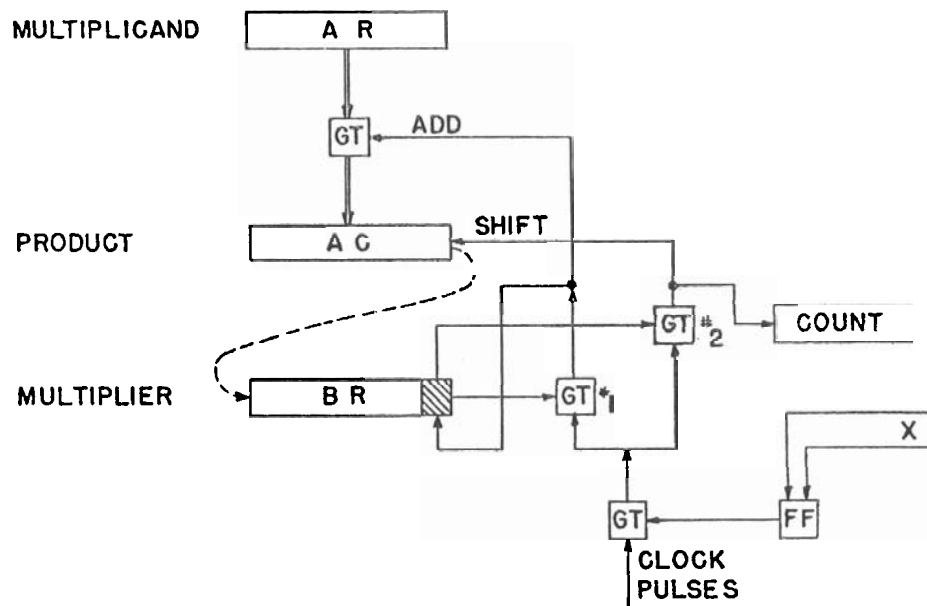 MULTIPLICAND
A R
GT
ADD
PRODUCT
A C
SHIFT
GT #2
COUNT
MULTIPLIER
B R
GT #1
X
GT
FF
CLOCK
PULSES